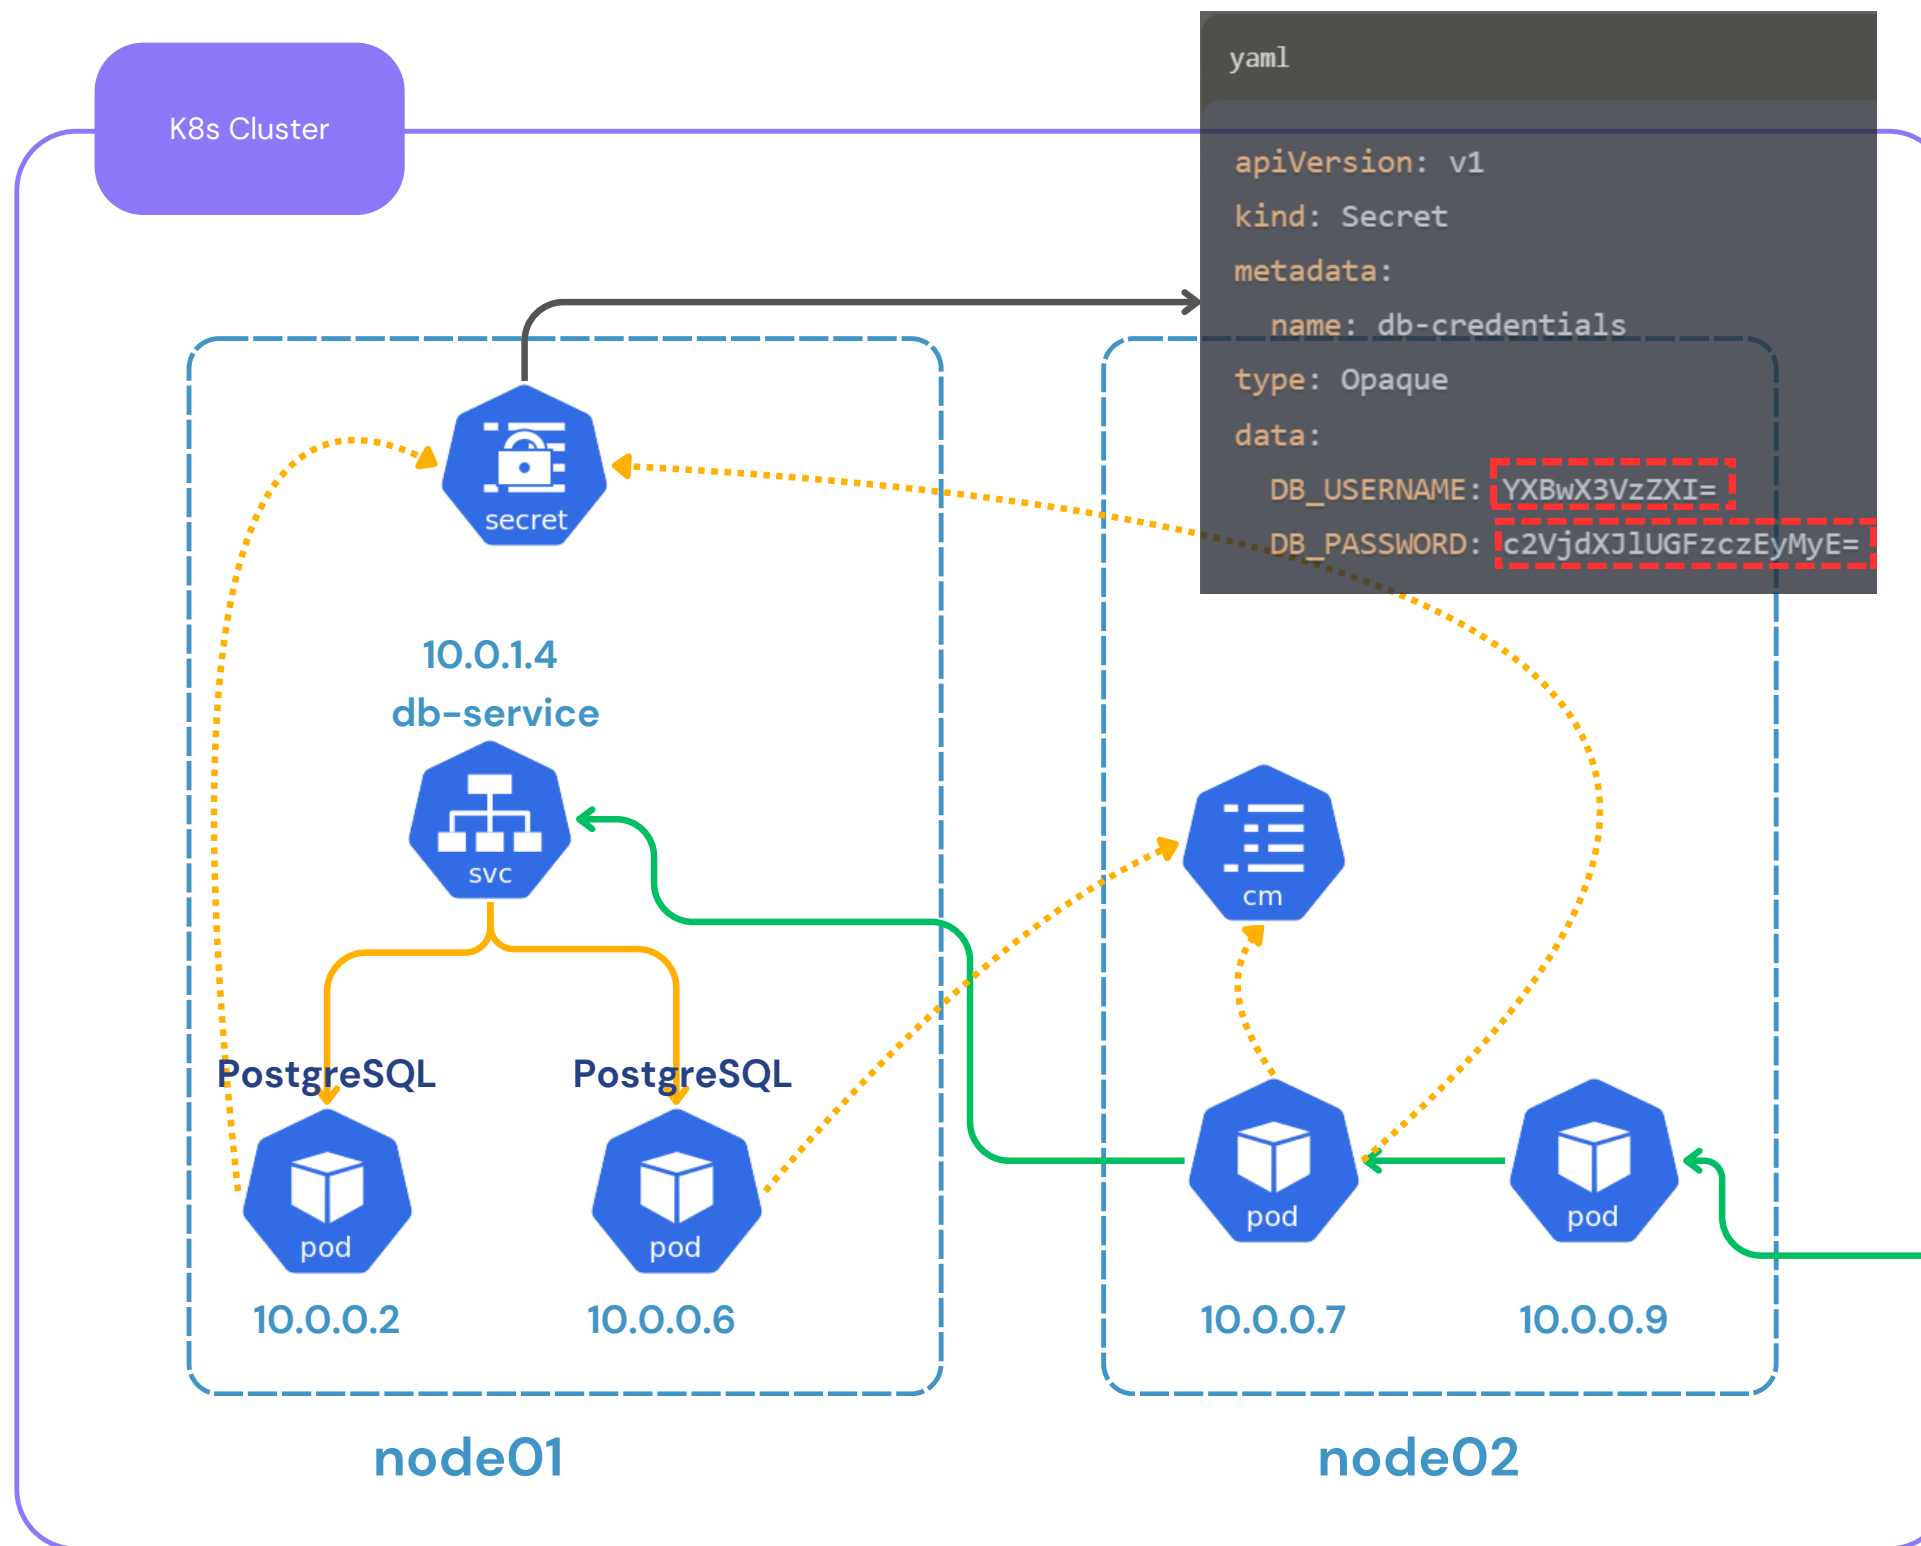 K8s Cluster
yaml
apiVersion: v1
kind: Secret
metadata:
name: db-credentials
type: Opaque
data:
DB_USERNAME: YXBwX3VzZXI=
DB_PASSWORD: c2VjdXJlUGFzczEyMyE=
secret
10.0.1.4
db-service
svc
cm
PostgreSQL
PostgreSQL
pod
pod
pod
pod
10.0.0.2
10.0.0.6
10.0.0.7
10.0.0.9
node01
node02